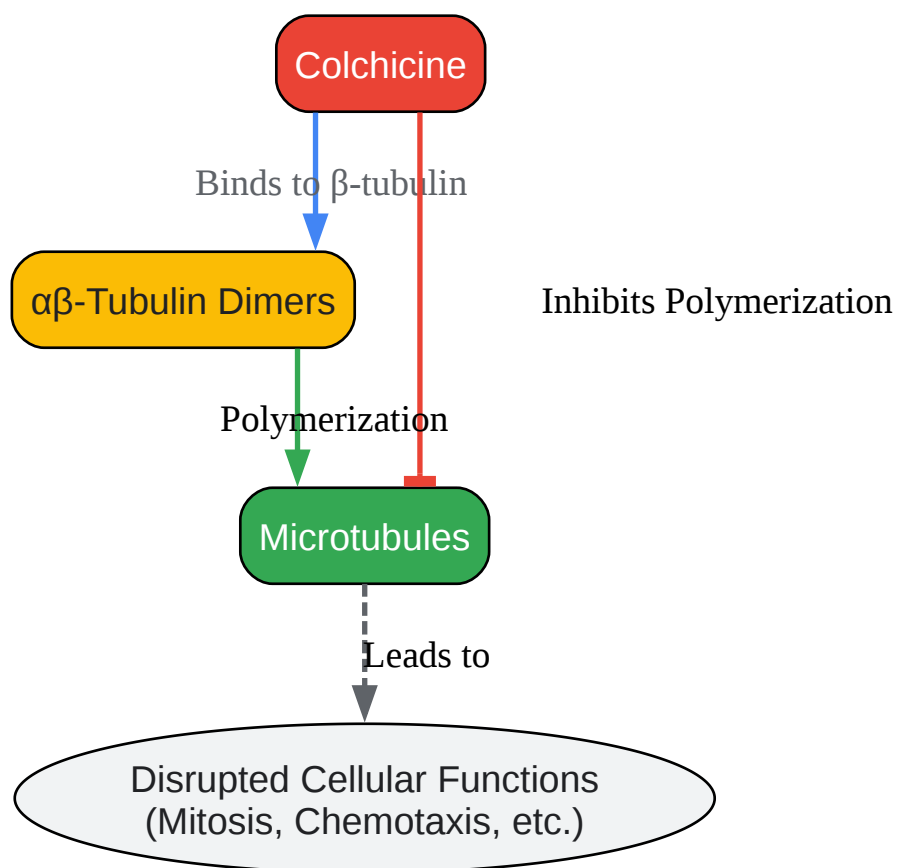 Colchicine
Binds to β-tubulin
αβ-Tubulin Dimers
Inhibits Polymerization
Polymerization
Microtubules
Leads to
Disrupted Cellular Functions
(Mitosis, Chemotaxis, etc.)